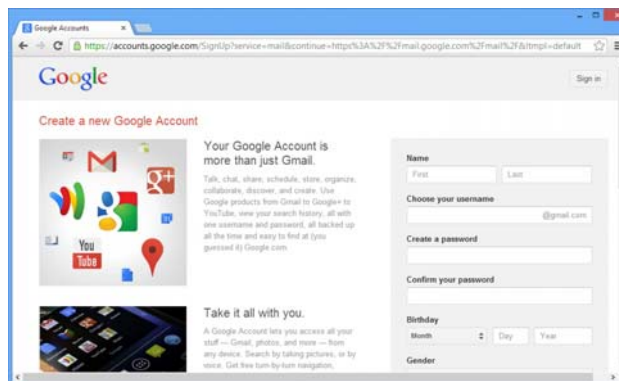 Google Accounts
https://accounts.google.com/SignUp?service=mail&continue=https%3A%2F%2Fmail.google.com%2Fmail%2F&ltmpl=default
Google
Sign in
Create a new Google Account
Your Google Account is
more than just Gmail.
Talk, chat, share, schedule, store, organize,
collaborate, discover, and create. Use
Google products from Gmail to Google+ to
YouTube, view your search history, all with
one username and password, all backed up
all the time and easy to find at (you
guessed it) Google.com.
g+
g
You
Tube
Take it all with you.
A Google Account lets you access all your
stuff — Gmail, photos, and more — from
any device. Search by taking pictures, or by
voice. Get free turn-by-turn navigation,
Name
First Last
Choose your username
@gmail.com
Create a password
Confirm your password
Birthday
Month Day Year
Gender